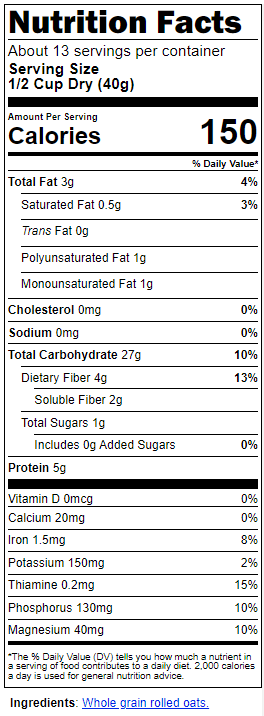 Nutrition Facts
About 13 servings per container
Serving Size
1/2 Cup Dry (40g)
Amount Per Serving
Calories 150
% Daily Value*
Total Fat 3g 4%
Saturated Fat 0.5g 3%
Trans Fat 0g
Polyunsaturated Fat 1g
Monounsaturated Fat 1g
Cholesterol 0mg 0%
Sodium 0mg 0%
Total Carbohydrate 27g 10%
Dietary Fiber 4g 13%
Soluble Fiber 2g
Total Sugars 1g
Includes 0g Added Sugars 0%
Protein 5g
Vitamin D 0mcg 0%
Calcium 20mg 0%
Iron 1.5mg 8%
Potassium 150mg 2%
Thiamine 0.2mg 15%
Phosphorus 130mg 10%
Magnesium 40mg 10%
*The % Daily Value (DV) tells you how much a nutrient in
a serving of food contributes to a daily diet. 2,000 calories
a day is used for general nutrition advice.
Ingredients: Whole grain rolled oats.